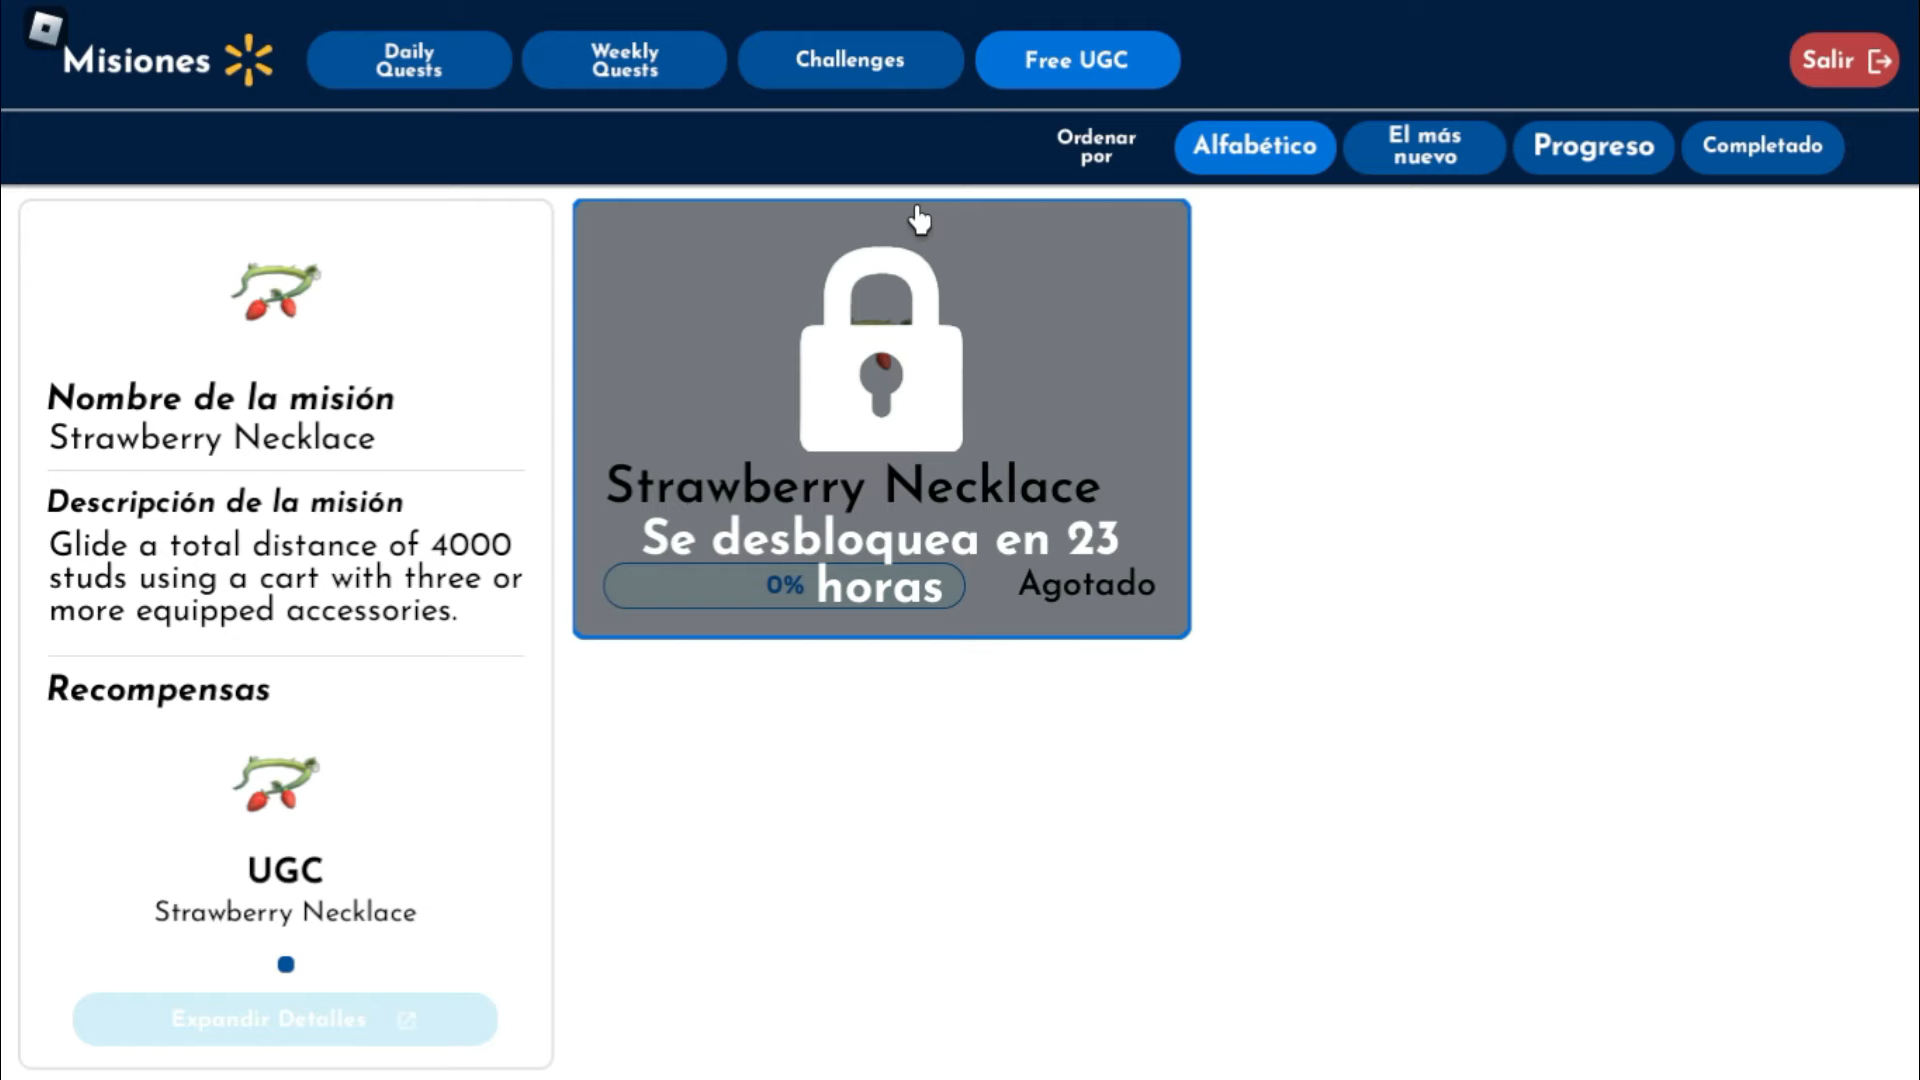 Misiones
Daily
Quests
Weekly
Quests
Challenges
Free UGC
Salir
Ordenar
por
Alfabético
El más
nuevo
Progreso
Completado
Nombre de la misión
Strawberry Necklace
Descripción de la misión
Glide a total distance of 4000
studs using a cart with three or
more equipped accessories.
Recompensas
UGC
Strawberry Necklace
Expandir Detalles
Strawberry Necklace
Se desbloquea en 23
horas
0%
Agotado